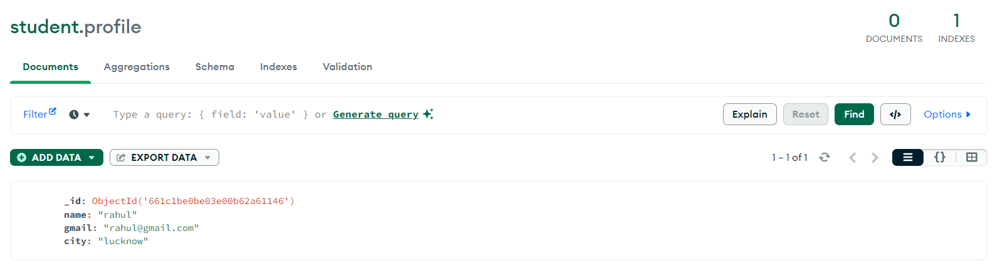 student.profile
0
DOCUMENTS
1
INDEXES
Documents
Aggregations
Schema
Indexes
Validation
Filter
Type a query: { field: 'value' } or Generate query
Explain
Reset
Find
</>
Options
ADD DATA
EXPORT DATA
1 – 1 of 1
{}
_id: ObjectId('661c1be0be03e00b62a61146')
name: "rahul"
gmail: "rahul@gmail.com"
city: "lucknow"